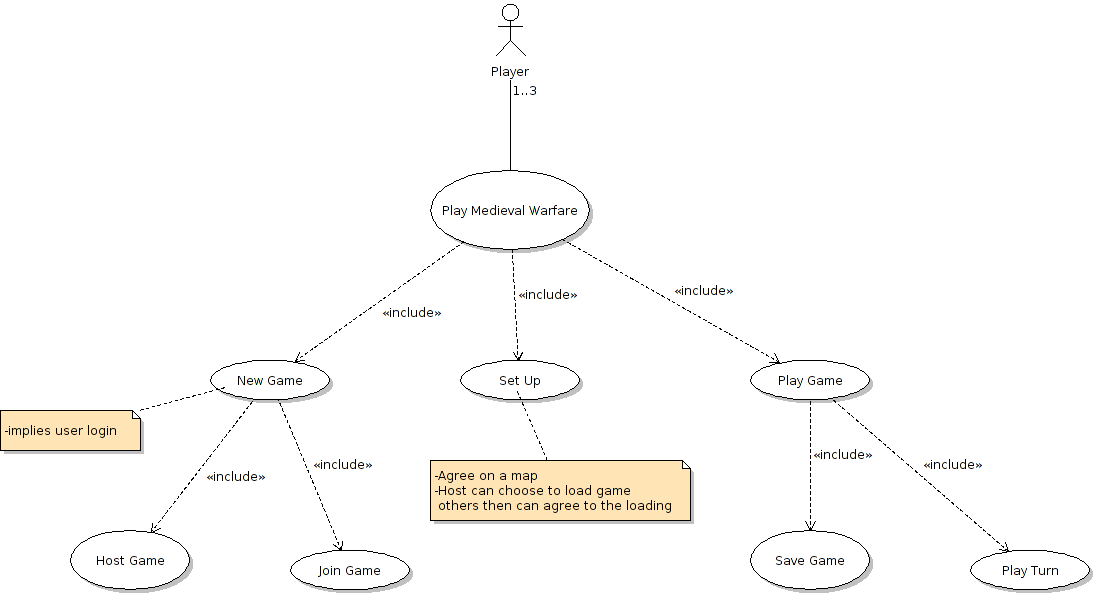 Player
1..3
Play Medieval Warfare
«include»
«include»
«include»
New Game
Set Up
Play Game
-implies user login
«include»
«include»
-Agree on a map
-Host can choose to load game
others then can agree to the loading
«include»
«include»
Host Game
Join Game
Save Game
Play Turn